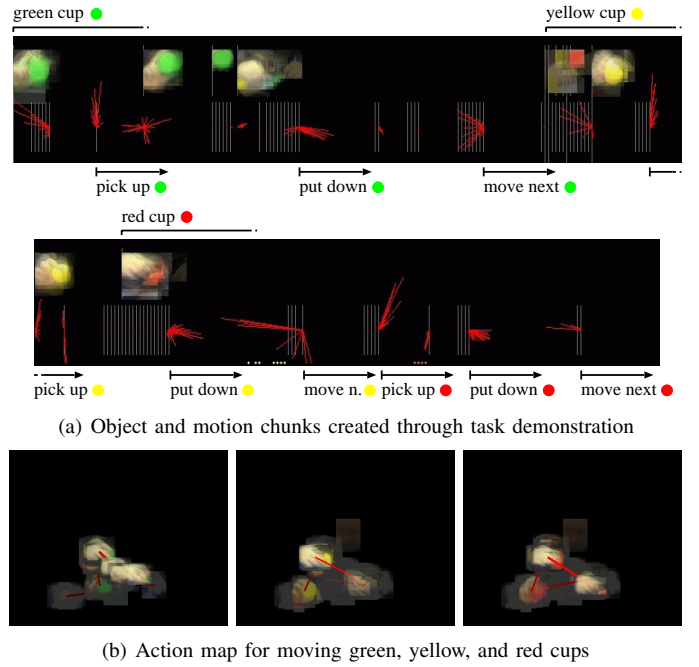 green cup
yellow cup
pick up
put down
move next
red cup
pick up
put down
move n.
pick up
put down
move next
(a) Object and motion chunks created through task demonstration
(b) Action map for moving green, yellow, and red cups